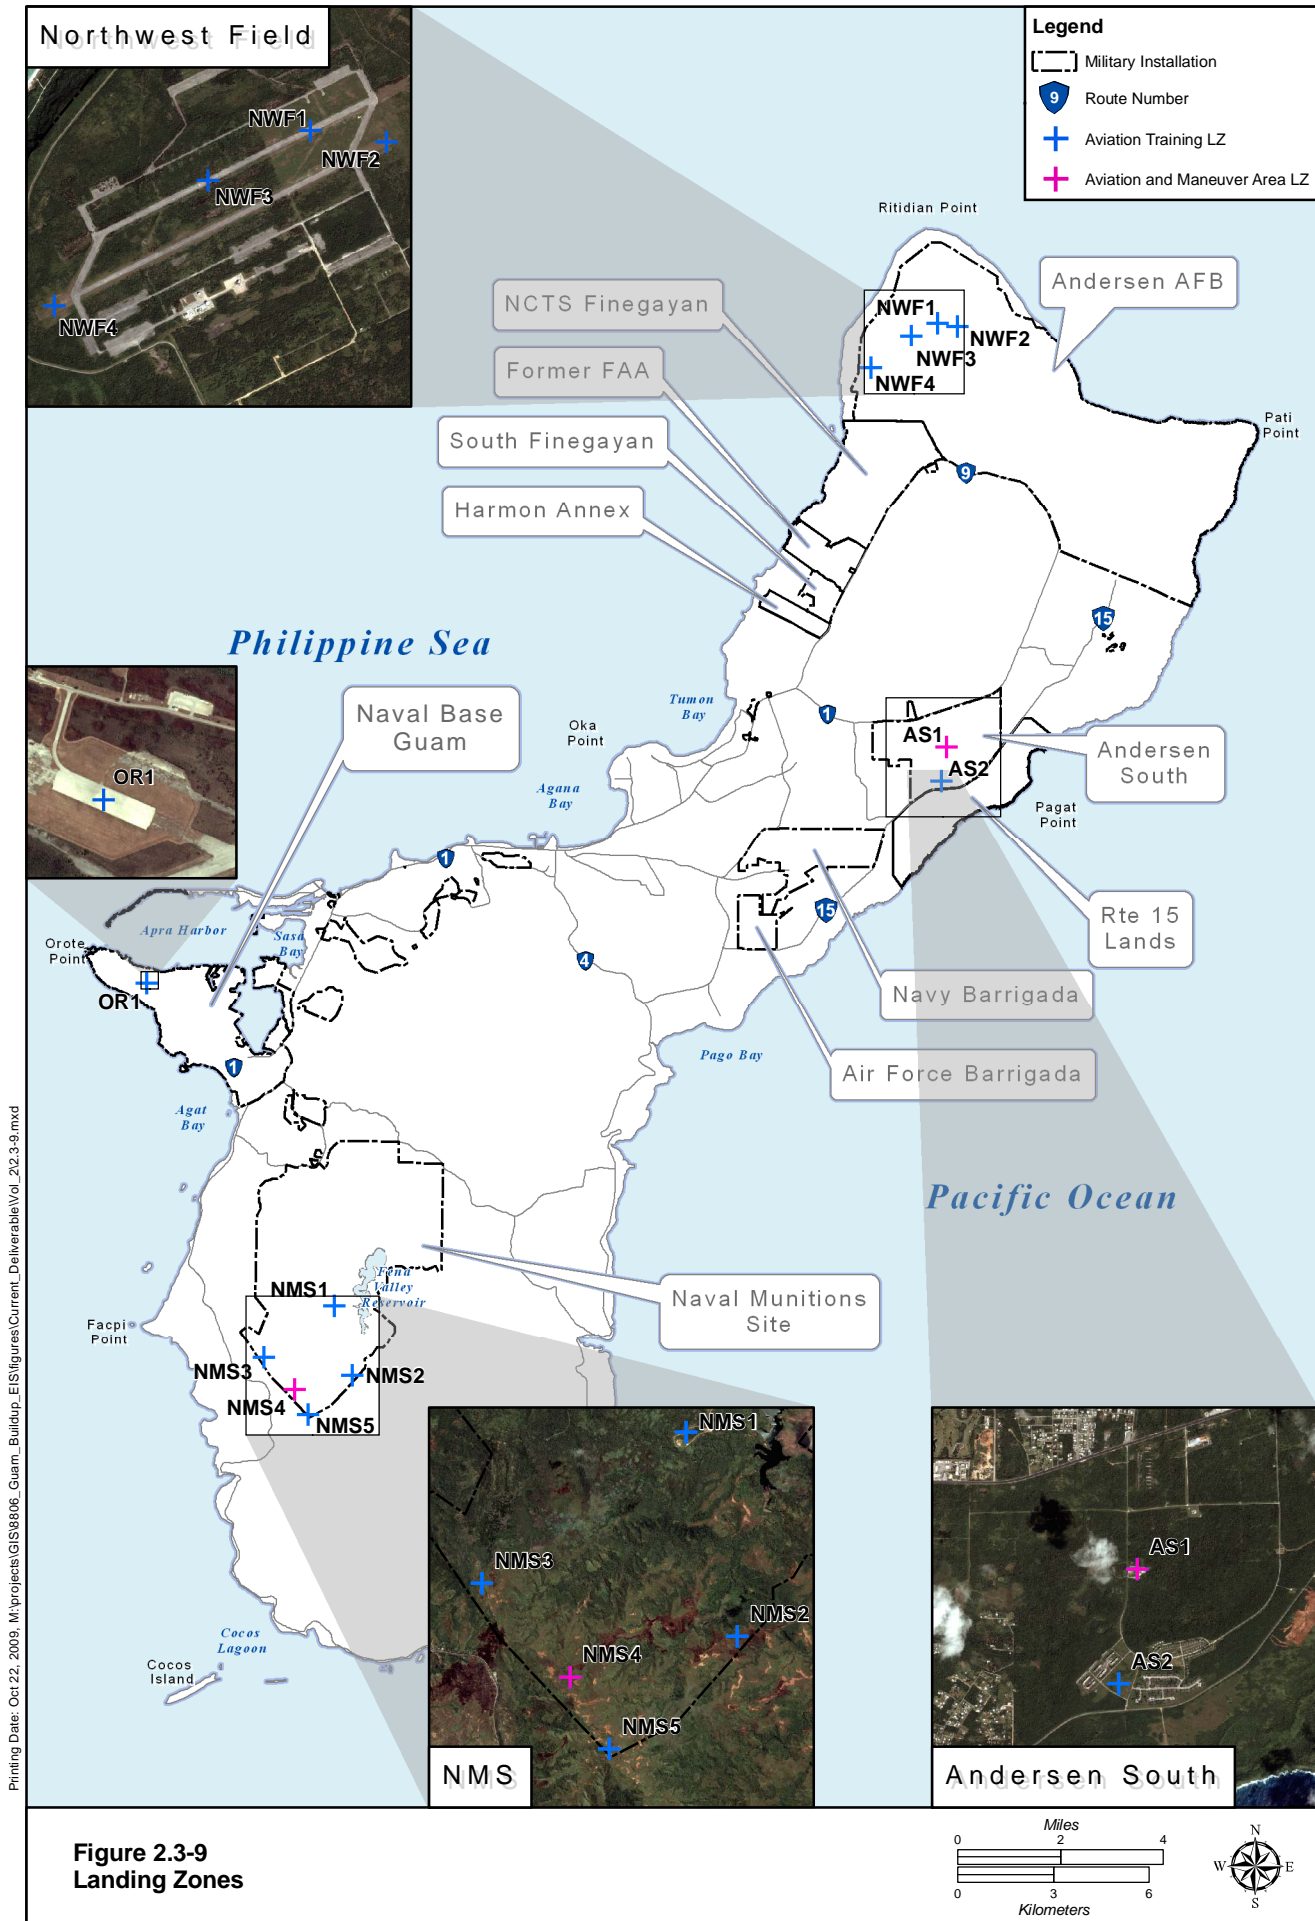 Northwest Field
NWF1
NWF2
NWF3
NWF4
Legend
Military Installation
9
Route Number
Aviation Training LZ
Aviation and Maneuver Area LZ
Ritidian Point
Andersen AFB
NCTS Finegayan
NWF1
NWF2
NWF3
NWF4
Former FAA
Pati
Point
South Finegayan
9
Harmon Annex
15
Philippine Sea
Tumon
Bay
Naval Base
Guam
Oka
Point
1
AS1
AS2
Andersen
South
OR1
Agana
Bay
Pagat
Point
1
Rte 15
Lands
15
Apra Harbor
Sasa
Bay
Orote
Point
4
OR1
Navy Barrigada
Pago Bay
Air Force Barrigada
1
Agat
Bay
Pacific Ocean
Fena
Valley
Reservoir
NMS1
Naval Munitions
Site
Facpi
Point
NMS3
NMS2
NMS4
NMS5
NMS1
NMS3
NMS2
NMS4
NMS5
NMS
AS1
AS2
Andersen South
Cocos
Lagoon
Cocos
Island
Printing Date: Oct 22, 2009, M:\projects\GIS\8806_Guam_Buildup_EIS\figures\Current_Deliverable\Vol_2\2.3-9.mxd
Figure 2.3-9
Landing Zones
Miles
0 2 4
0 3 6
Kilometers
N
W E
S